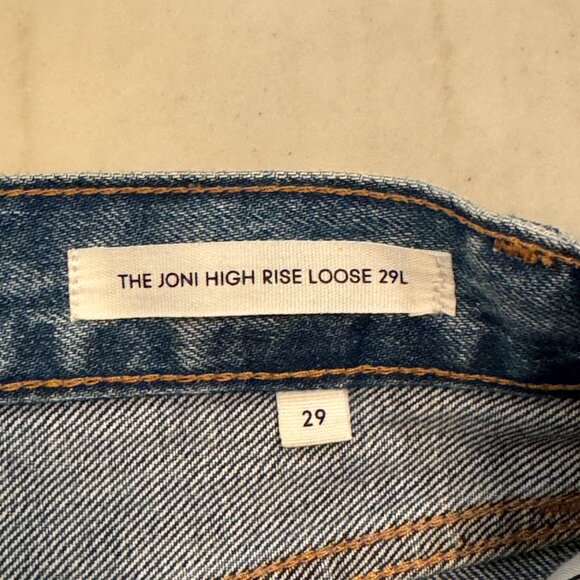 THE JONI HIGH RISE LOOSE 29L
29